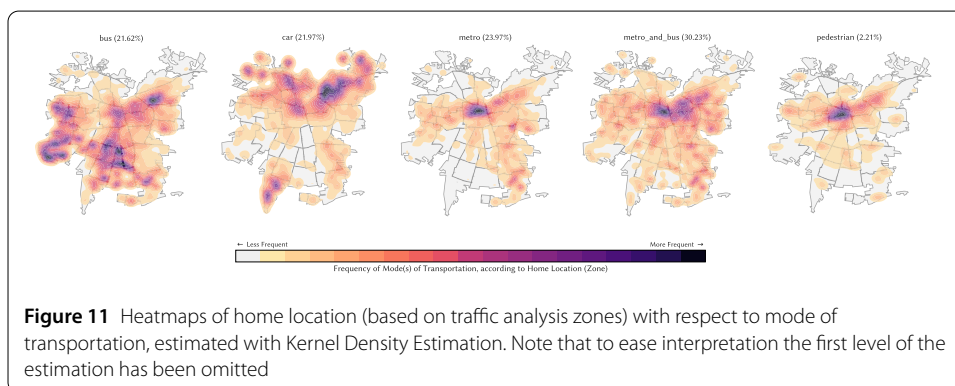 bus (21.62%) car (21.97%) metro (23.97%) metro_and_bus (30.23%) pedestrian (2.21%)
← Less Frequent More Frequent →
Frequency of Mode(s) of Transportation, according to Home Location (Zone)
Figure 11 Heatmaps of home location (based on traffic analysis zones) with respect to mode of
transportation, estimated with Kernel Density Estimation. Note that to ease interpretation the first level of the
estimation has been omitted